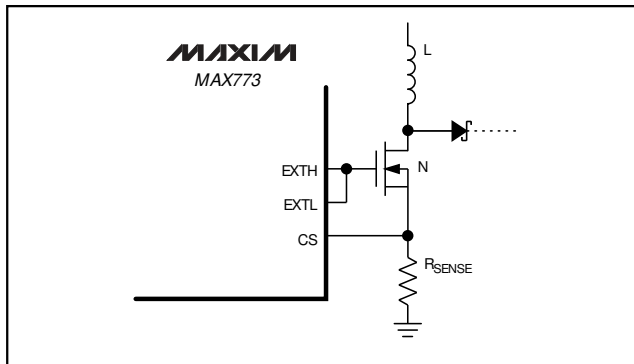 MAXIM
MAX773
L
EXTH
N
EXTL
CS
RSENSE